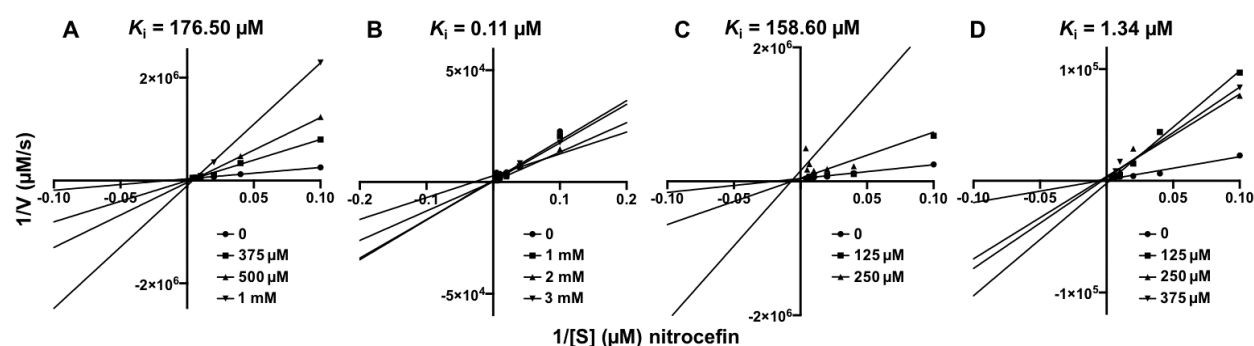 A
Ki = 176.50 µM
1/V (µM/s)
2×10⁶
-0.10
-0.05
0.05
0.10
-2×10⁶
0
375 µM
500 µM
1 mM
B
Ki = 0.11 µM
5×10⁴
-0.2
-0.1
0.1
0.2
-5×10⁴
0
1 mM
2 mM
3 mM
C
Ki = 158.60 µM
2×10⁶
-0.10
-0.05
0.05
0.10
-2×10⁶
0
125 µM
250 µM
D
Ki = 1.34 µM
1×10⁵
-0.10
-0.05
0.05
0.10
-1×10⁵
0
125 µM
250 µM
375 µM
1/[S] (µM) nitrocefin